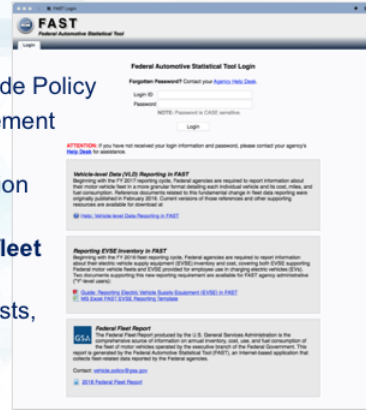 FAST Login
FAST
Federal Automotive Statistical Tool
Login
de Policy
ement
ion
leet
sts,
Federal Automotive Statistical Tool Login
Forgotten Password? Contact your Agency Help Desk.
Login ID
Password
NOTE: Password is CASE sensitive.
Login
ATTENTION: If you have not received your login information and password, please contact your agency's
Help Desk for assistance.
Vehicle-level Data (VLD) Reporting in FAST
Beginning with the FY 2017 reporting cycle, Federal agencies are required to report information about
their motor vehicle fleet in a more granular format detailing each individual vehicle and its cost, miles, and
fuel consumption. Reference documents related to this fundamental change in fleet data reporting were
originally published in February 2016. Current versions of those references and other supporting
resources are available for download at
Help: Vehicle-level Data Reporting in FAST
Reporting EVSE Inventory in FAST
Beginning with the FY 2018 fleet reporting cycle, Federal agencies are required to report information
about their electric vehicle supply equipment (EVSE) inventory and cost, covering both EVSE supporting
Federal motor vehicle fleets and EVSE provided for employee use in charging electric vehicles (EVs).
Two documents supporting this new reporting requirement are available for FAST agency administrative
("Y" level users):
Guide: Reporting Electric Vehicle Supply Equipment (EVSE) in FAST
MS Excel FAST EVSE Reporting Template
GSA
Federal Fleet Report
The Federal Fleet Report produced by the U.S. General Services Administration is the
comprehensive source of information on annual inventory, cost, use, and fuel consumption of
the fleet of motor vehicles operated by the executive branch of the Federal Government. This
report is generated by the Federal Automotive Statistical Tool (FAST), an Internet-based application that
collects fleet-related data reported by the Federal agencies.
Contact: vehicle.policy@gsa.gov
2018 Federal Fleet Report